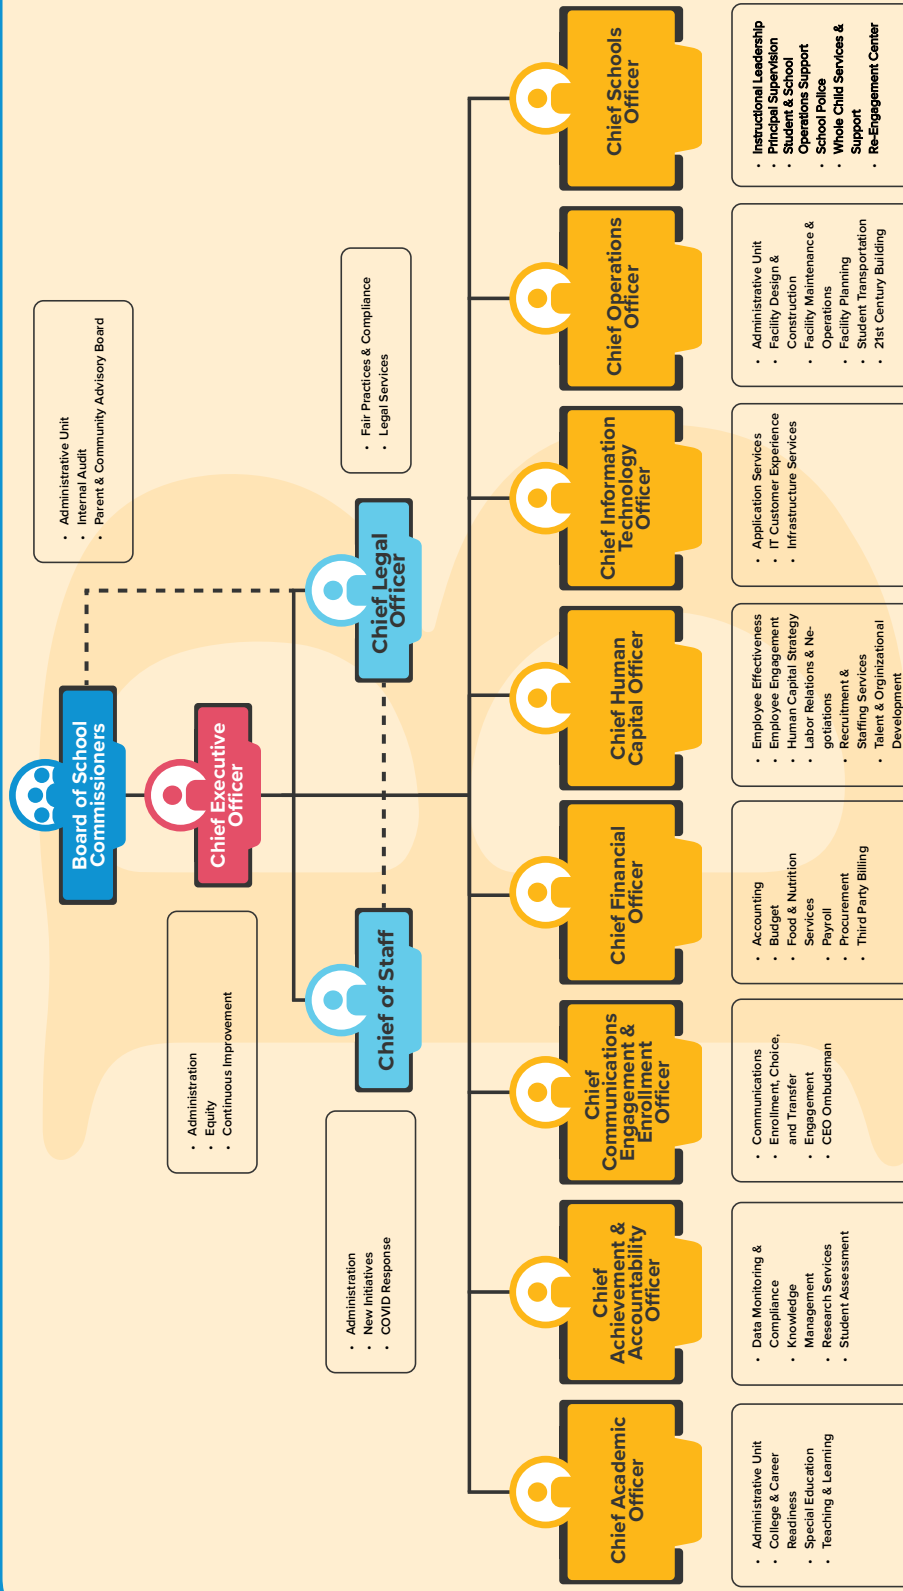 Board of School
Commissioners
• Administrative Unit
• Internal Audit
• Parent & Community Advisory Board
Chief Executive
Officer
• Administration
• Equity
• Continuous Improvement
Chief of Staff
• Administration
• New Initiatives
• COVID Response
Chief Legal
Officer
• Fair Practices & Compliance
• Legal Services
Chief Academic
Officer
• Administrative Unit
• College & Career
Readiness
• Special Education
• Teaching & Learning
Chief
Achievement &
Accountability
Officer
• Data Monitoring &
Compliance
• Knowledge
Management
• Research Services
• Student Assessment
Chief
Communications
Engagement &
Enrollment
Officer
• Communications
• Enrollment, Choice,
and Transfer
• Engagement
• CEO Ombudsman
Chief Financial
Officer
• Accounting
• Budget
• Food & Nutrition
Services
• Payroll
• Procurement
• Third Party Billing
Chief Human
Capital Officer
• Employee Effectiveness
• Employee Engagement
• Human Capital Strategy
• Labor Relations & Ne-
gotiations
• Recruitment &
Staffing Services
• Talent & Orginizational
Development
Chief Information
Technology
Officer
• Application Services
• IT Customer Experience
• Infrastructure Services
Chief Operations
Officer
• Administrative Unit
• Facility Design &
Construction
• Facility Maintenance &
Operations
• Facility Planning
• Student Transportation
• 21st Century Building
Chief Schools
Officer
• Instructional Leadership
• Principal Supervision
• Student & School
Operations Support
• School Police
• Whole Child Services &
Support
• Re-Engagement Center